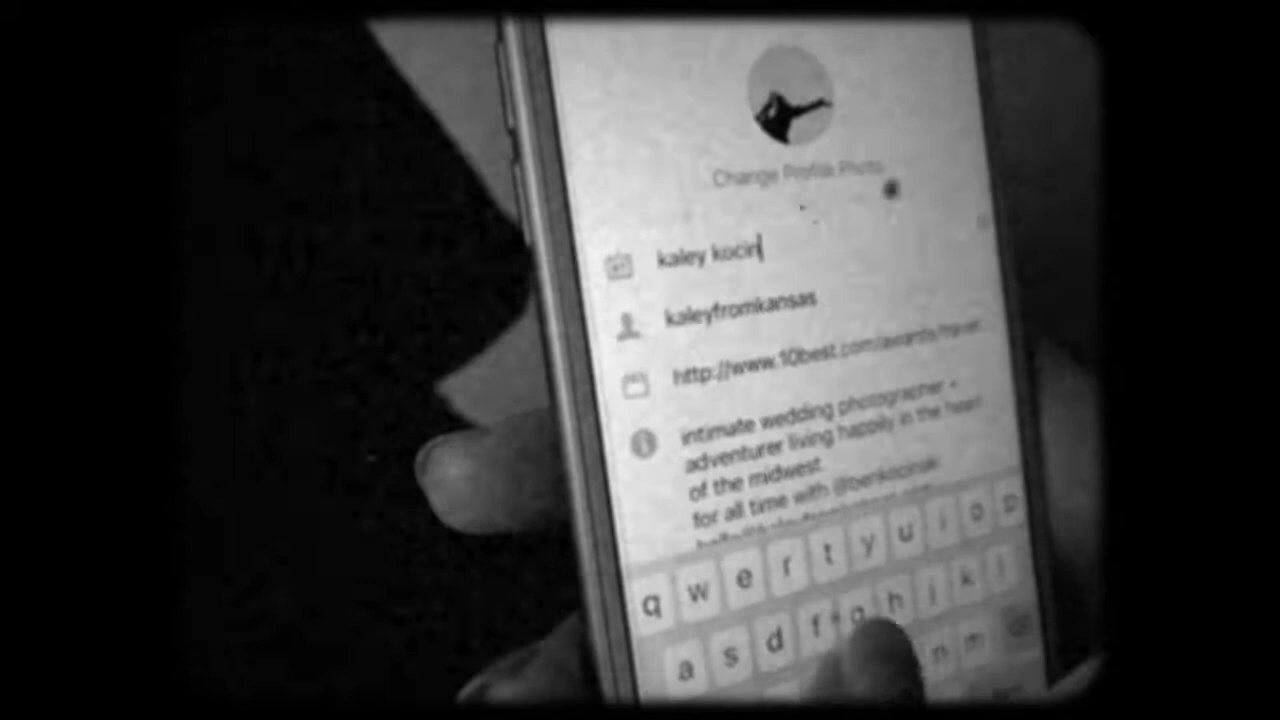 Change Profile Photo
kaley kocin
kaleyfromkansas
http://www.10best.com/awards/travel
intimate wedding photographer +
adventurer living happily in the heart
of the midwest.
for all time with
q w e r t y u i o p
a s d f g h j k l
n m